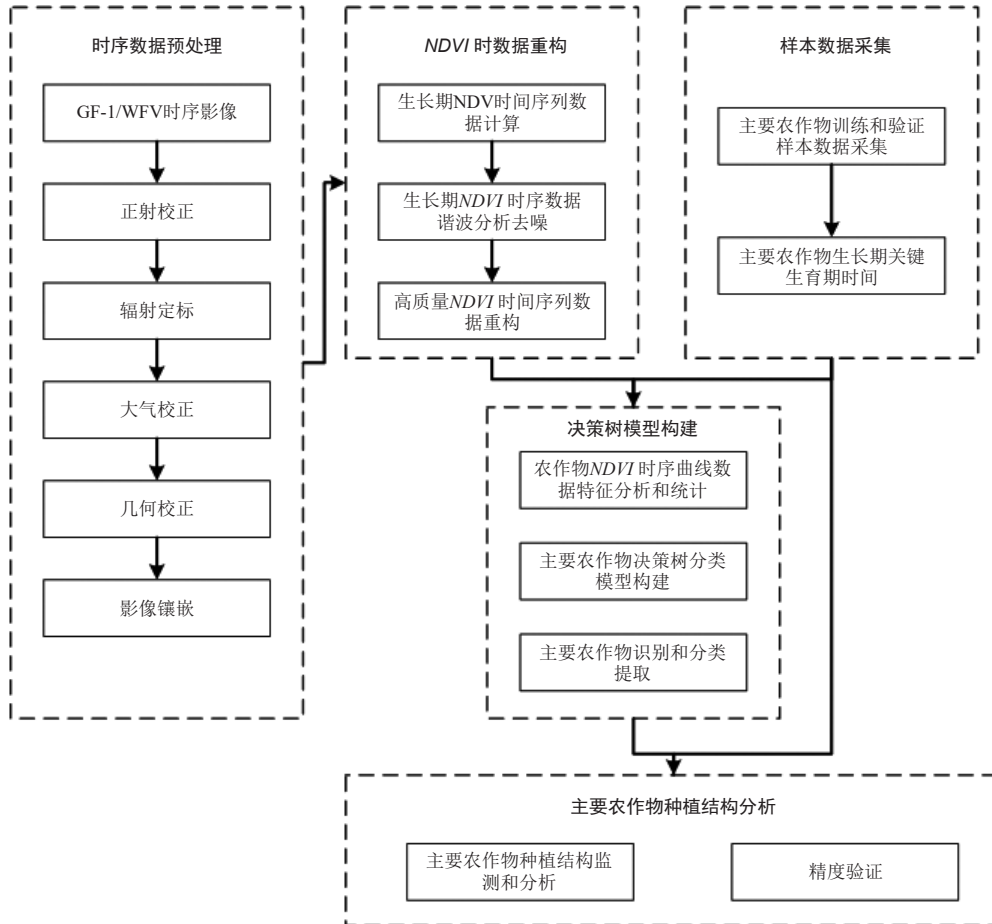 时序数据预处理
GF-1/WFV时序影像
正射校正
辐射定标
大气校正
几何校正
影像镶嵌
NDVI 时数据重构
生长期NDV时间序列数
据计算
生长期NDVI 时序数据
谐波分析去噪
高质量NDVI 时间序列数
据重构
样本数据采集
主要农作物训练和验证
样本数据采集
主要农作物生长期关键
生育期时间
决策树模型构建
农作物NDVI 时序曲线数
据特征分析和统计
主要农作物决策树分类
模型构建
主要农作物识别和分类
提取
主要农作物种植结构分析
主要农作物种植结构监
测和分析
精度验证